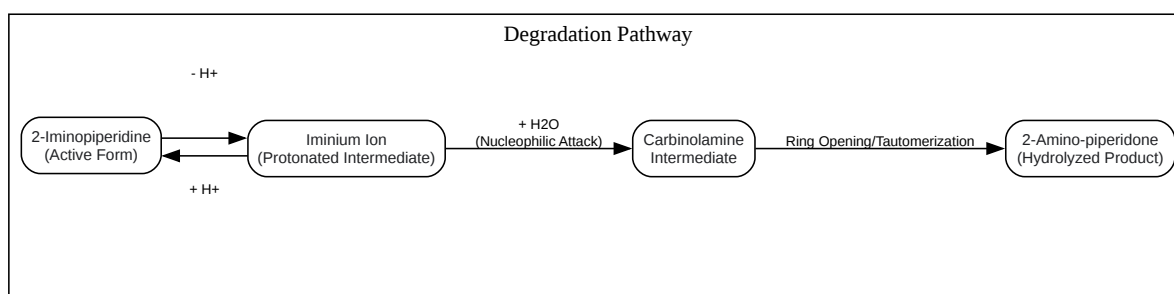 Degradation Pathway
- H+
2-Iminopiperidine
(Active Form)
+ H+
Iminium Ion
(Protonated Intermediate)
+ H2O
(Nucleophilic Attack)
Carbinolamine
Intermediate
Ring Opening/Tautomerization
2-Amino-piperidone
(Hydrolyzed Product)